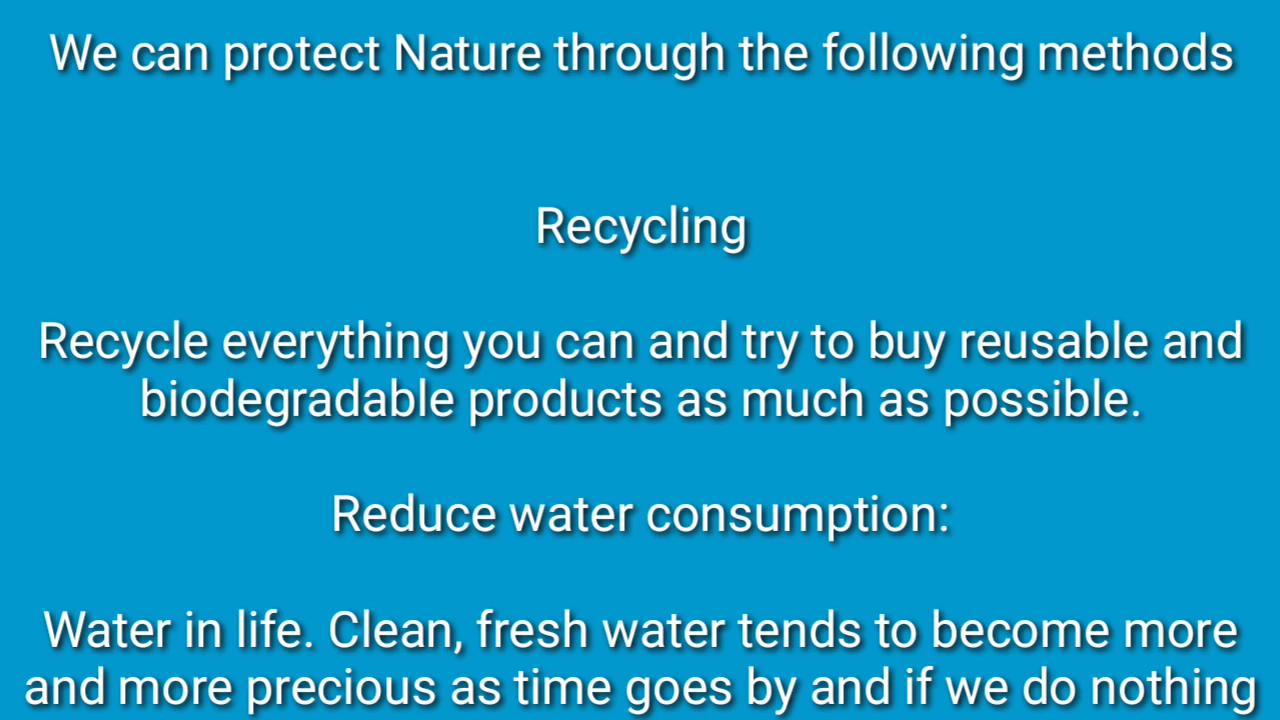 We can protect Nature through the following methods
Recycling
Recycle everything you can and try to buy reusable and
biodegradable products as much as possible.
Reduce water consumption:
Water in life. Clean, fresh water tends to become more
and more precious as time goes by and if we do nothing